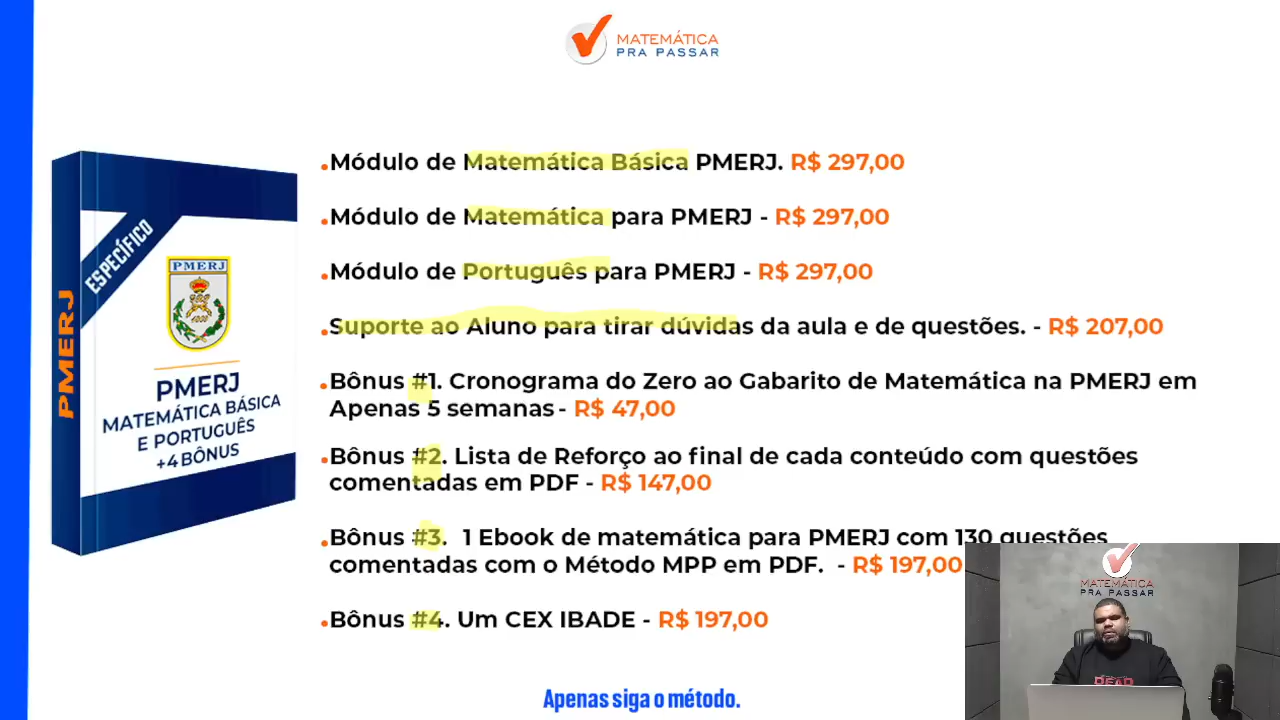 MATEMÁTICA
PRA PASSAR
•Módulo de Matemática Básica PMERJ. R$ 297,00
•Módulo de Matemática para PMERJ - R$ 297,00
•Módulo de Português para PMERJ - R$ 297,00
•Suporte ao Aluno para tirar dúvidas da aula e de questões. - R$ 207,00
•Bônus #1. Cronograma do Zero ao Gabarito de Matemática na PMERJ em
Apenas 5 semanas - R$ 47,00
•Bônus #2. Lista de Reforço ao final de cada conteúdo com questões
comentadas em PDF - R$ 147,00
•Bônus #3. 1 Ebook de matemática para PMERJ com 130 questões
comentadas com o Método MPP em PDF. - R$ 197,00
•Bônus #4. Um CEX IBADE - R$ 197,00
Apenas siga o método.
PMERJ
ESPECÍFICO
PMERJ
PMERJ
MATEMÁTICA BÁSICA
E PORTUGUÊS
+4 BÔNUS
MATEMÁTICA
PRA PASSAR